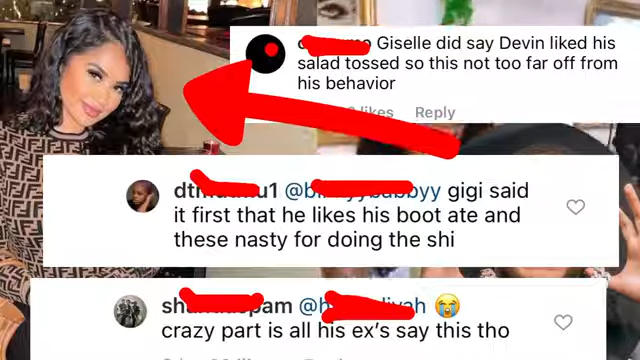 Giselle did say Devin liked his
salad tossed so this not too far off from
his behavior
likes Reply
gigi said
it first that he likes his boot ate and
these nasty for doing the shi
😭
crazy part is all his ex's say this tho